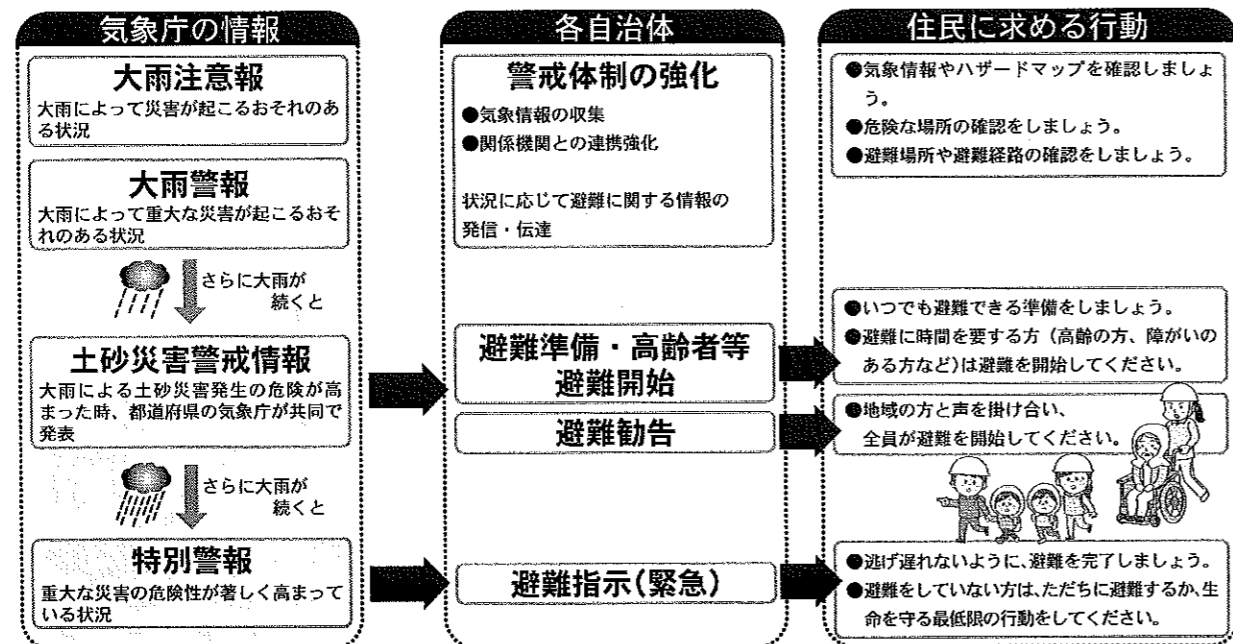 気象庁の情報
大雨注意報
大雨によって災害が起こるおそれのあ
る状況
大雨警報
大雨によって重大な災害が起こるおそ
れのある状況
さらに大雨が
続くと
土砂災害警戒情報
大雨による土砂災害発生の危険が高
まった時、都道府県の気象庁が共同で
発表
さらに大雨が
続くと
特別警報
重大な災害の危険性が著しく高まって
いる状況
各自治体
警戒体制の強化
●気象情報の収集
●関係機関との連携強化
状況に応じて避難に関する情報の
発信・伝達
避難準備・高齢者等
避難開始
避難勧告
避難指示(緊急)
住民に求める行動
●気象情報やハザードマップを確認しましょ
う。
●危険な場所の確認をしましょう。
●避難場所や避難経路の確認をしましょう。
●いつでも避難できる準備をしましょう。
●避難に時間を要する方(高齢の方、障がいの
ある方など)は避難を開始してください。
●地域の方と声を掛け合い、
全員が避難を開始してください。
●逃げ遅れないように、避難を完了しましょう。
●避難をしていない方は、ただちに避難するか、生
命を守る最低限の行動をしてください。